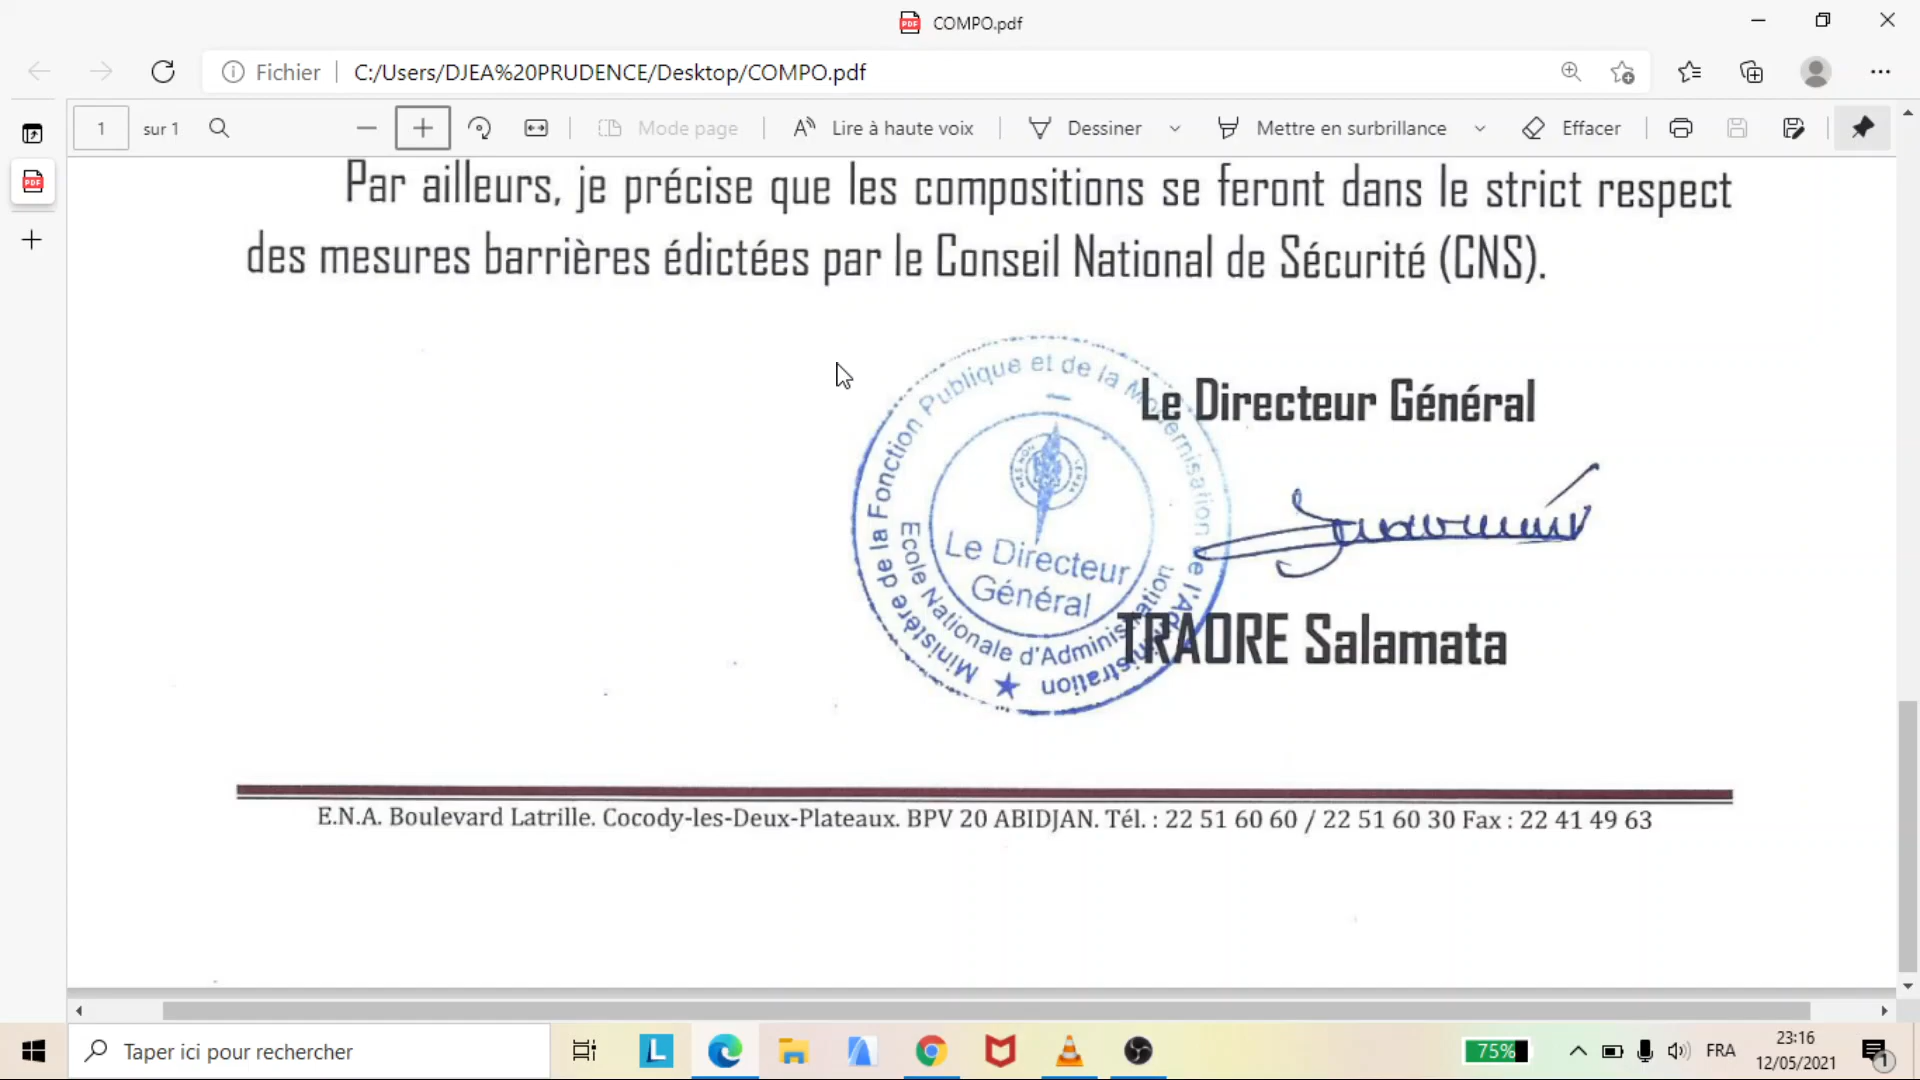 COMPO.pdf
Fichier C:/Users/DJEA%20PRUDENCE/Desktop/COMPO.pdf
1 sur 1 Mode page Lire à haute voix Dessiner Mettre en surbrillance Effacer
Par ailleurs, je précise que les compositions se feront dans le strict respect
des mesures barrières édictées par le Conseil National de Sécurité (CNS).
Ministère de la Fonction Publique et de la Modernisation de l'Administration
Ecole Nationale d'Administration
Le Directeur
Général
Le Directeur Général
TRAORE Salamata
E.N.A. Boulevard Latrille. Cocody-les-Deux-Plateaux. BPV 20 ABIDJAN. Tél. : 22 51 60 60 / 22 51 60 30 Fax : 22 41 49 63
Taper ici pour rechercher
75%
FRA
23:16
12/05/2021
1